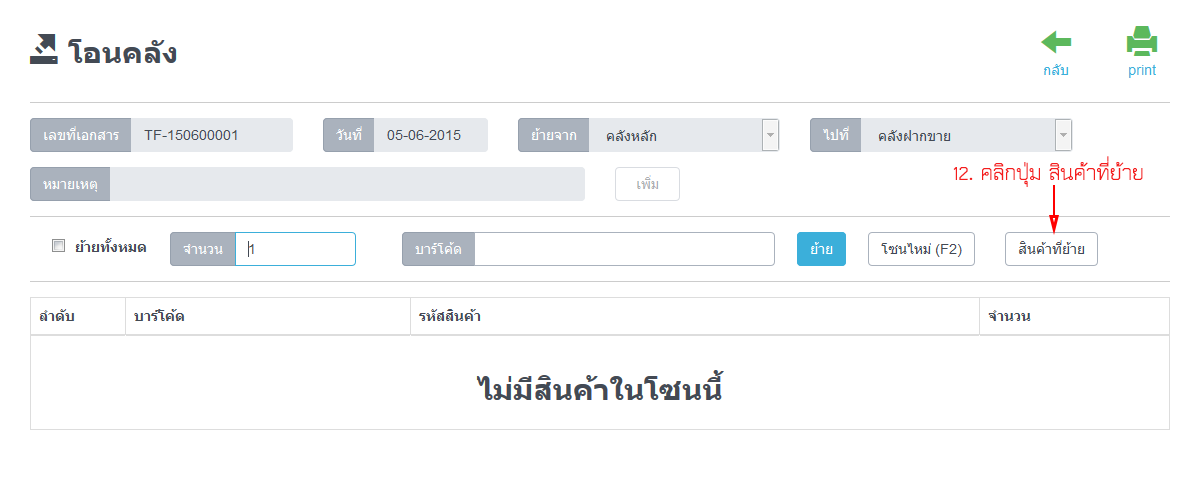 โอนคลัง
กลับ print
เลขที่เอกสาร TF-150600001 วันที่ 05-06-2015 ย้ายจาก คลังหลัก ไปที่ คลังฝากขาย
หมายเหตุ เพิ่ม
12. คลิกปุ่ม สินค้าที่ย้าย
ย้ายทั้งหมด จำนวน 1 บาร์โค้ด ย้าย โซนใหม่ (F2) สินค้าที่ย้าย
ลำดับ บาร์โค้ด รหัสสินค้า จำนวน
ไม่มีสินค้าในโซนนี้